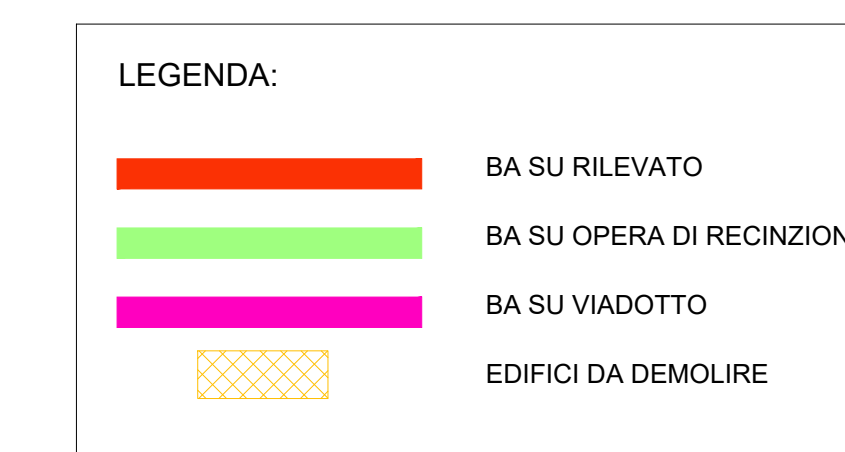 LEGENDA:
BA SU RILEVATO
BA SU OPERA DI RECINZION
BA SU VIADOTTO
EDIFICI DA DEMOLIRE